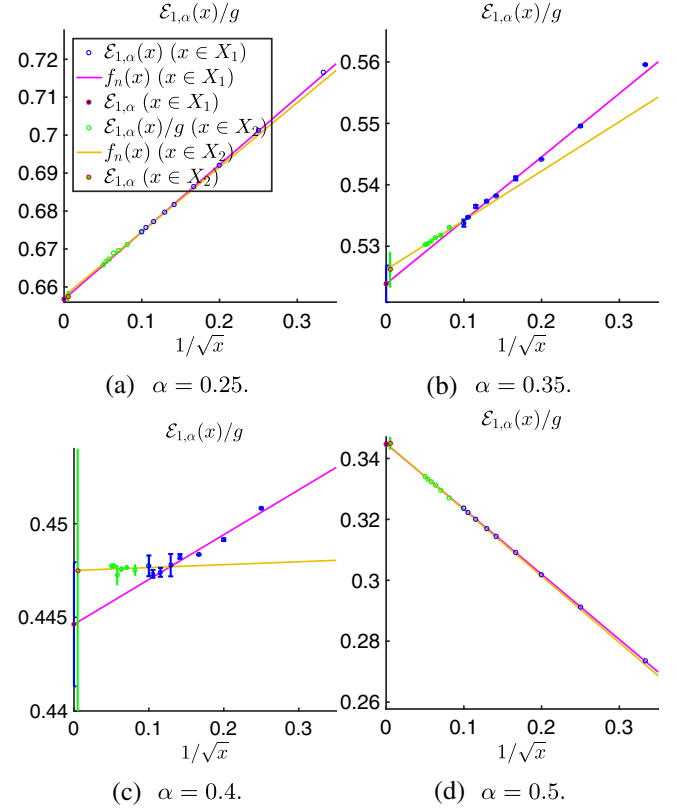 ℰ₁,α(x)/g
ℰ₁,α(x)/g
0.72
0.71
0.7
0.69
0.68
0.67
0.66
ℰ₁,α(x) (x ∈ X₁)
fₙ(x) (x ∈ X₁)
ℰ₁,α (x ∈ X₁)
ℰ₁,α(x)/g (x ∈ X₂)
fₙ(x) (x ∈ X₂)
ℰ₁,α (x ∈ X₂)
0 0.1 0.2 0.3
1/√x
(a) α = 0.25.
0.56
0.55
0.54
0.53
0 0.1 0.2 0.3
1/√x
(b) α = 0.35.
ℰ₁,α(x)/g
0.45
0.445
0.44
0 0.1 0.2 0.3
1/√x
(c) α = 0.4.
ℰ₁,α(x)/g
0.34
0.32
0.3
0.28
0.26
0 0.1 0.2 0.3
1/√x
(d) α = 0.5.